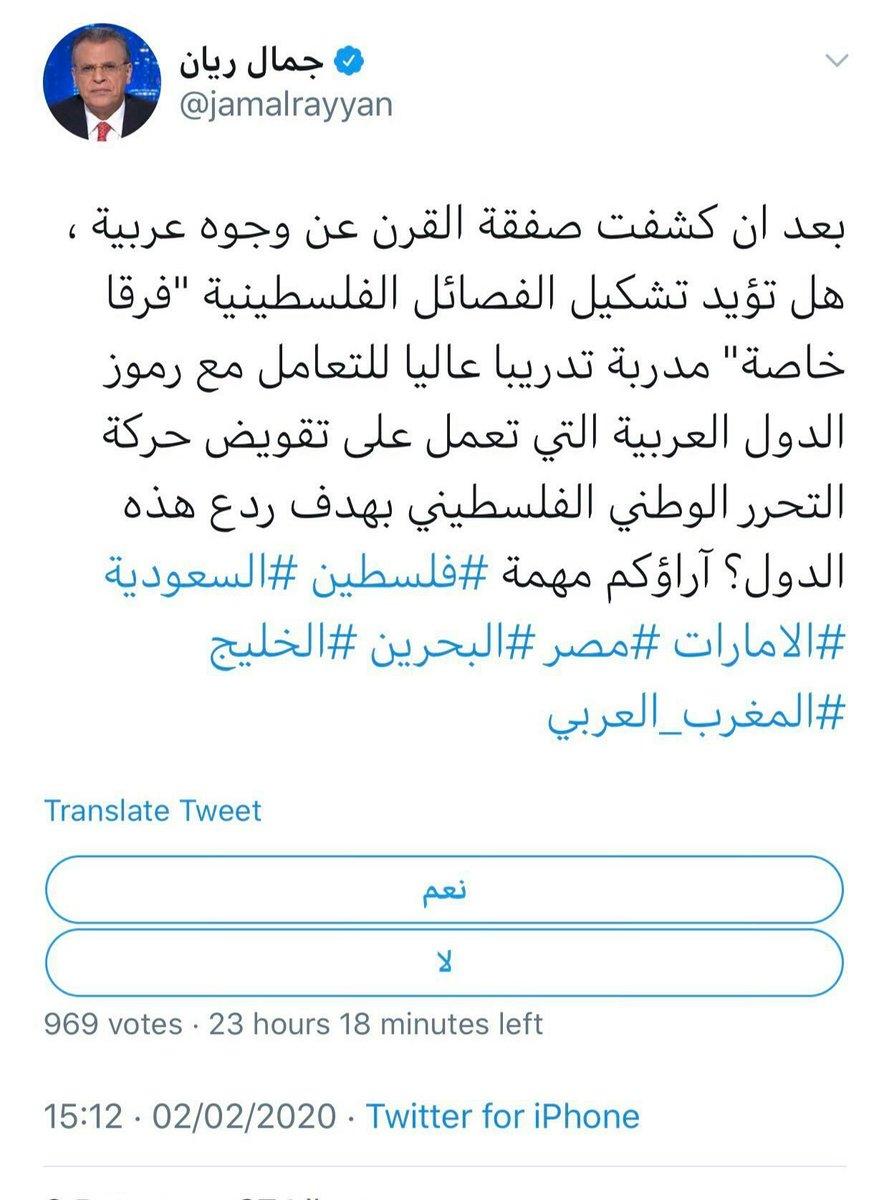 جمال ريان
@jamalrayyan
بعد ان كشفت صفقة القرن عن وجوه عربية ،
هل تؤيد تشكيل الفصائل الفلسطينية "فرقا
خاصة" مدربة تدريبا عاليا للتعامل مع رموز
الدول العربية التي تعمل على تقويض حركة
التحرر الوطني الفلسطيني بهدف ردع هذه
الدول؟ آراؤكم مهمة #فلسطين #السعودية
#الامارات #مصر #البحرين #الخليج
#المغرب_العربي
Translate Tweet
نعم
لا
969 votes · 23 hours 18 minutes left
15:12 · 02/02/2020 · Twitter for iPhone